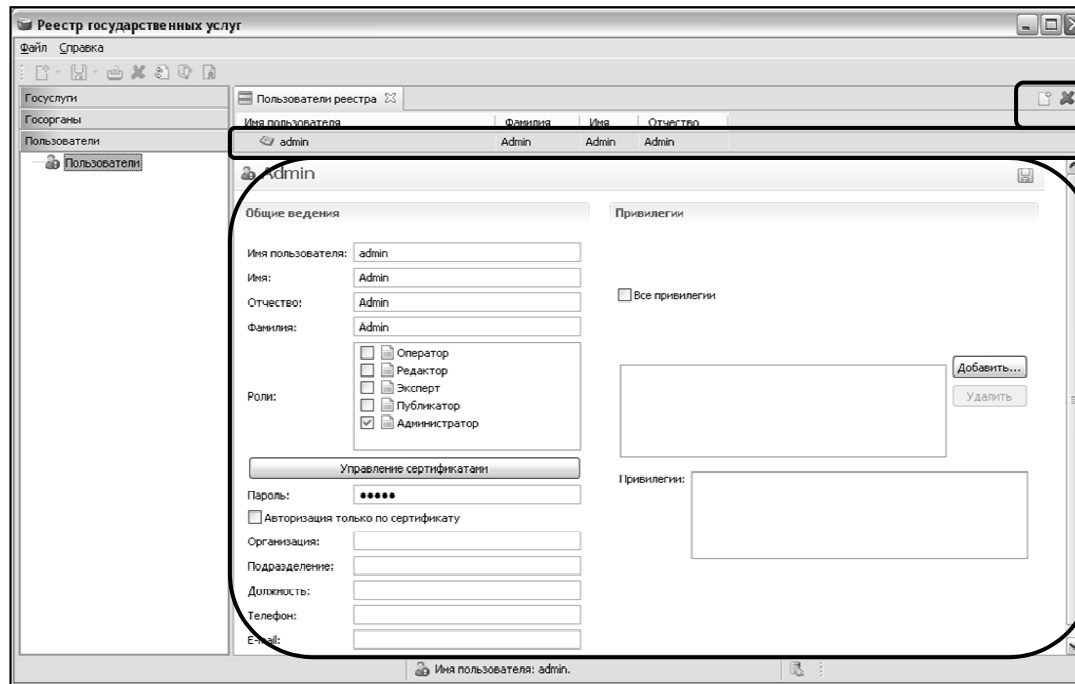 Реестр государственных услуг
Файл Справка
Госуслуги
Госорганы
Пользователи
Пользователи
Пользователи реестра
Имя пользователя Фамилия Имя Отчество
admin Admin Admin Admin
Admin
Общие ведения
Имя пользователя: admin
Имя: Admin
Отчество: Admin
Фамилия: Admin
Роли:
Оператор
Редактор
Эксперт
Публикатор
Администратор
Управление сертификатами
Пароль: •••••
Авторизация только по сертификату
Организация:
Подразделение:
Должность:
Телефон:
E-mail:
Привилегии
Все привилегии
Добавить...
Удалить
Привилегии:
Имя пользователя: admin.